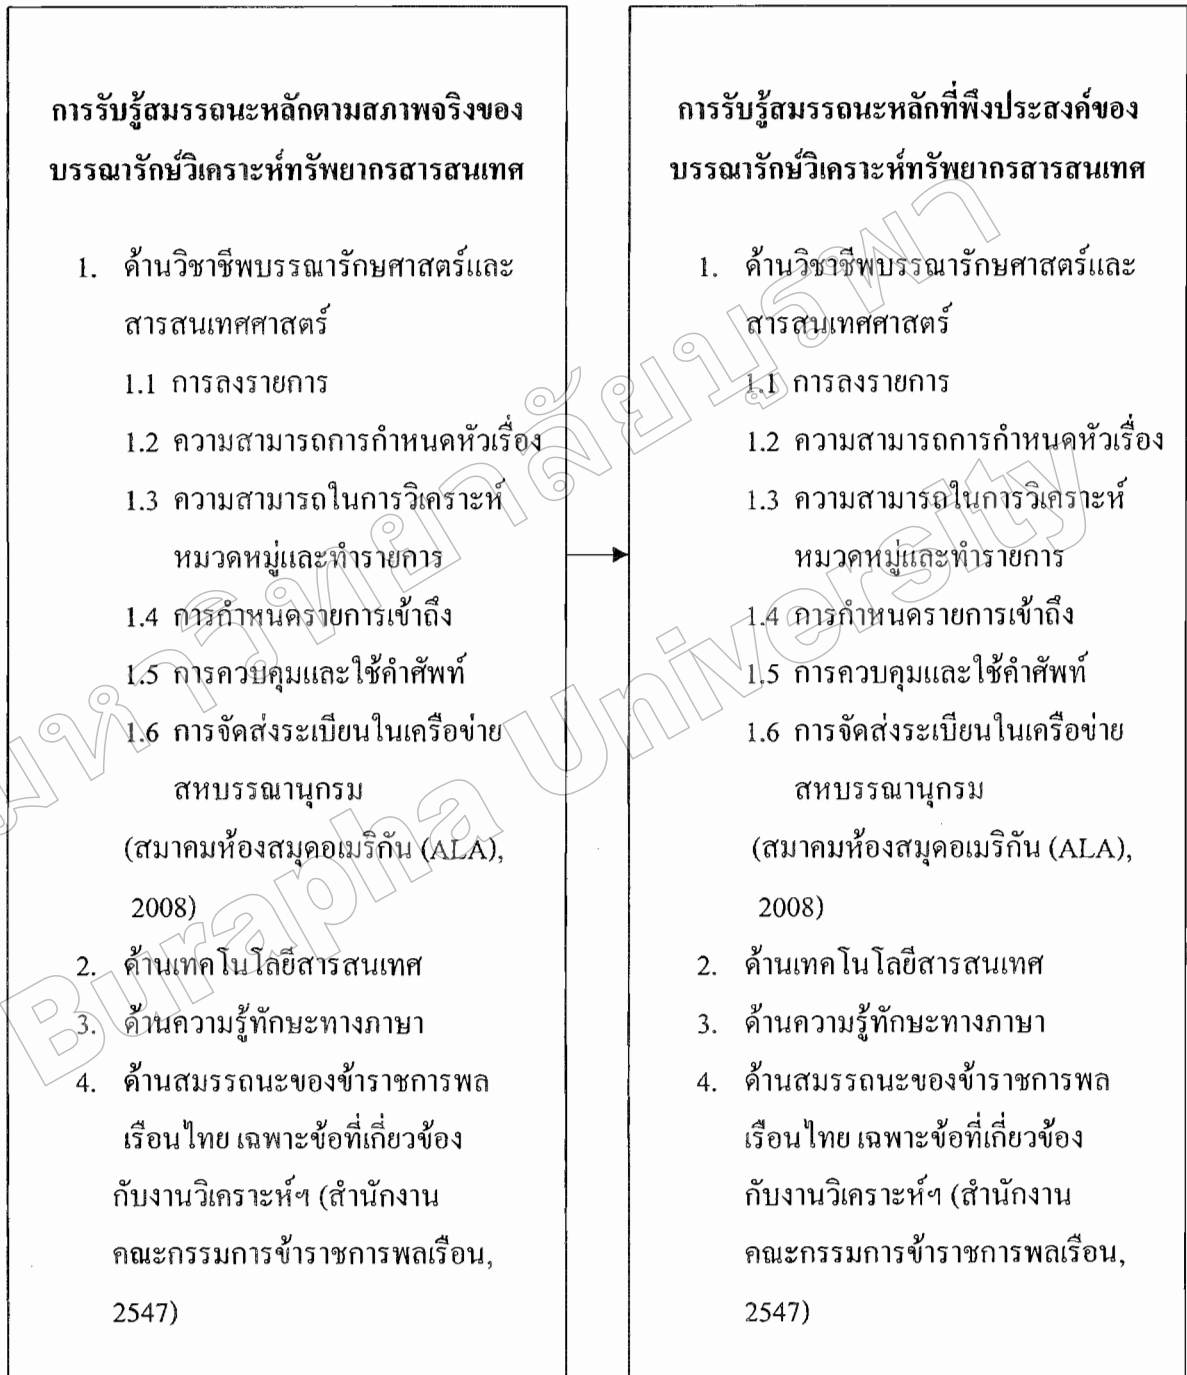 การรับรู้สมรรถนะหลักตามสภาพจริงของ
บรรณารักษ์วิเคราะห์ทรัพยากรสารสนเทศ
1. ด้านวิชาชีพบรรณารักษศาสตร์และ
สารสนเทศศาสตร์
1.1 การลงรายการ
1.2 ความสามารถการกำหนดหัวเรื่อง
1.3 ความสามารถในการวิเคราะห์
หมวดหมู่และทำรายการ
1.4 การกำหนดรายการเข้าถึง
1.5 การควบคุมและใช้คำศัพท์
1.6 การจัดส่งระเบียนในเครือข่าย
สหบรรณานุกรม
(สมาคมห้องสมุดอเมริกัน (ALA),
2008)
2. ด้านเทคโนโลยีสารสนเทศ
3. ด้านความรู้ทักษะทางภาษา
4. ด้านสมรรถนะของข้าราชการพล
เรือนไทย เฉพาะข้อที่เกี่ยวข้อง
กับงานวิเคราะห์ฯ (สำนักงาน
คณะกรรมการข้าราชการพลเรือน,
2547)
การรับรู้สมรรถนะหลักที่พึงประสงค์ของ
บรรณารักษ์วิเคราะห์ทรัพยากรสารสนเทศ
1. ด้านวิชาชีพบรรณารักษศาสตร์และ
สารสนเทศศาสตร์
1.1 การลงรายการ
1.2 ความสามารถการกำหนดหัวเรื่อง
1.3 ความสามารถในการวิเคราะห์
หมวดหมู่และทำรายการ
1.4 การกำหนดรายการเข้าถึง
1.5 การควบคุมและใช้คำศัพท์
1.6 การจัดส่งระเบียนในเครือข่าย
สหบรรณานุกรม
(สมาคมห้องสมุดอเมริกัน (ALA),
2008)
2. ด้านเทคโนโลยีสารสนเทศ
3. ด้านความรู้ทักษะทางภาษา
4. ด้านสมรรถนะของข้าราชการพล
เรือนไทย เฉพาะข้อที่เกี่ยวข้อง
กับงานวิเคราะห์ฯ (สำนักงาน
คณะกรรมการข้าราชการพลเรือน,
2547)
มหาวิทยาลัยบูรพา
Burapha University